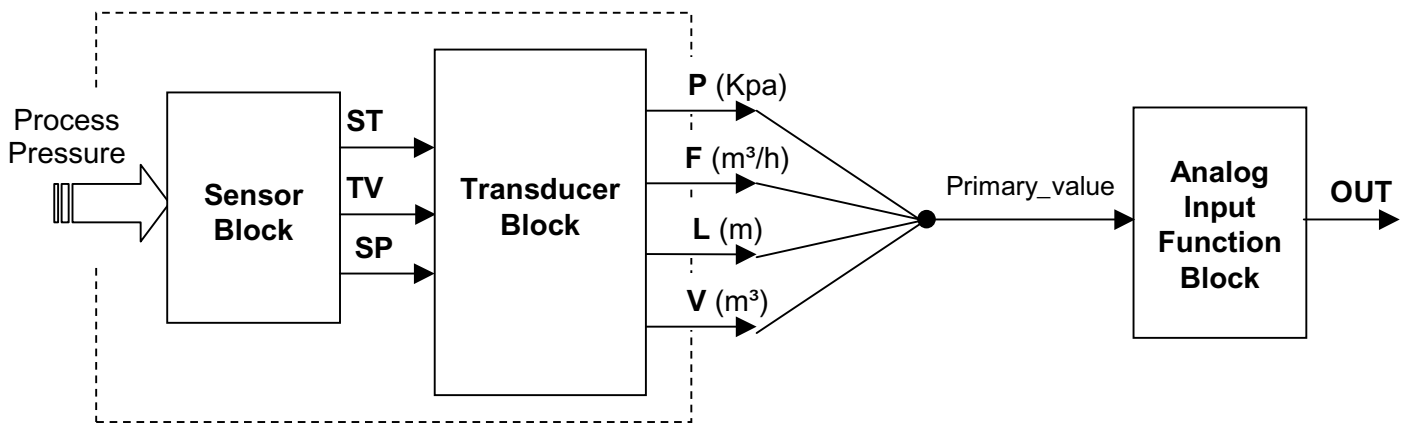 Process
Pressure
Sensor
Block
ST
TV
SP
Transducer
Block
P (Kpa)
F (m³/h)
L (m)
V (m³)
Primary_value
Analog
Input
Function
Block
OUT